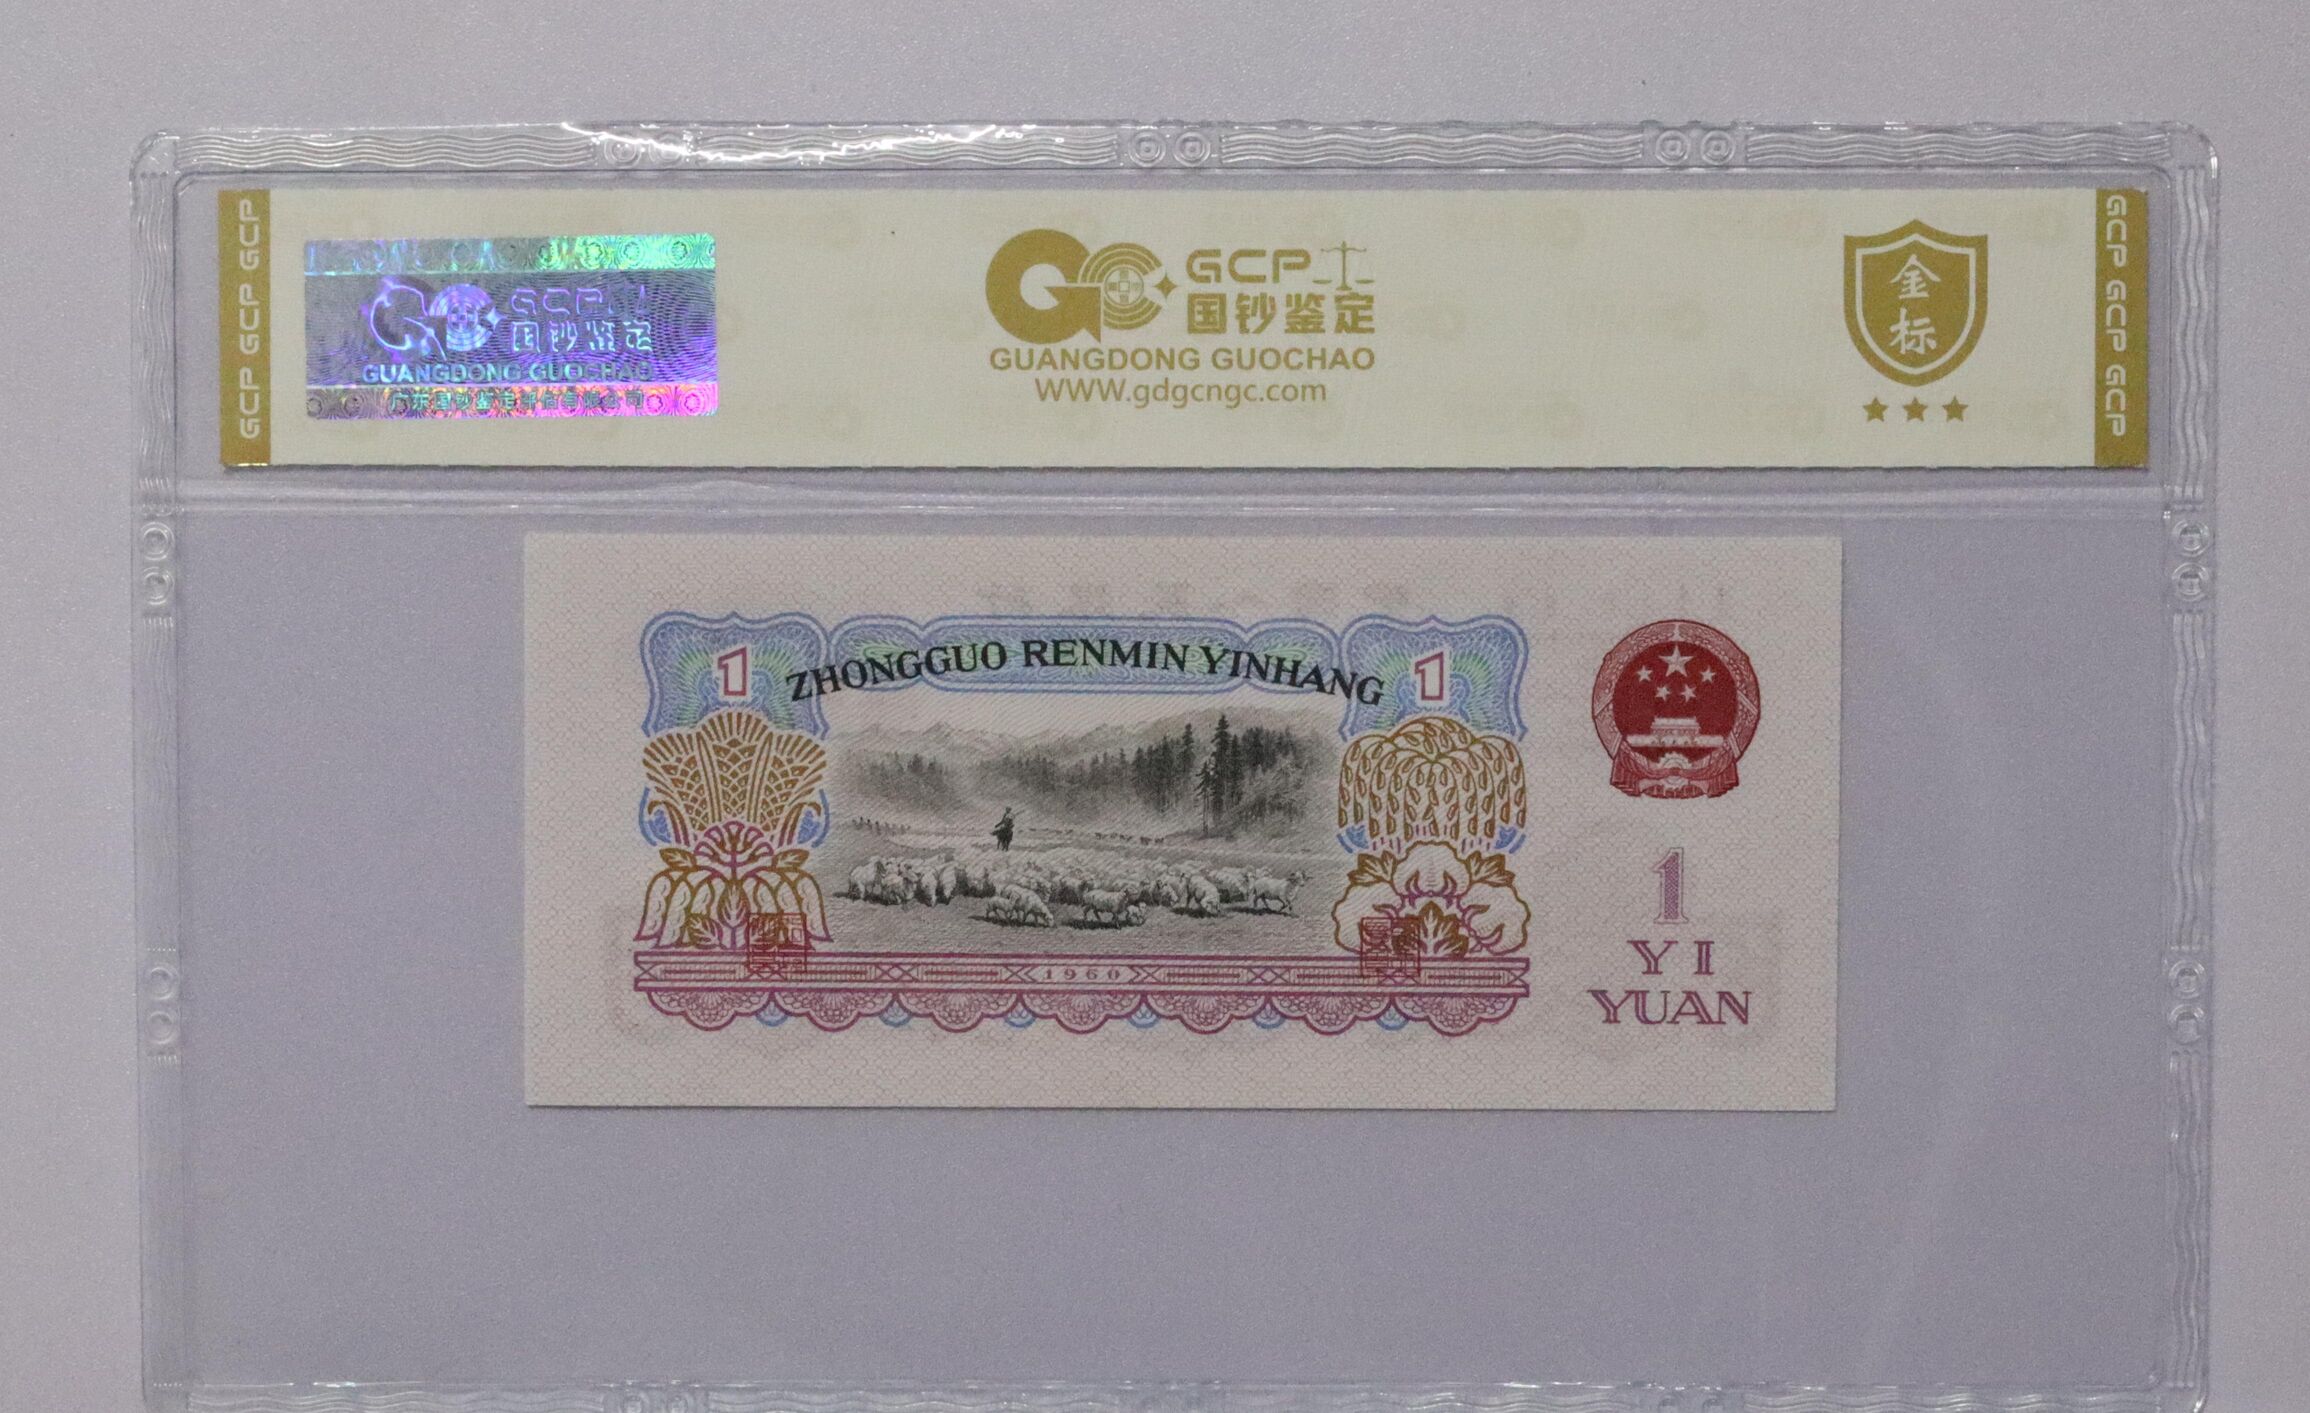 GCP GCP GCP
GCP
国钞鉴定
GUANGDONG GUOCHAO
广东国钞鉴定评估有限公司
GCP
国钞鉴定
GUANGDONG GUOCHAO
WWW.gdgcngc.com
金
标
GCP GCP GCP
1
ZHONGGUO RENMIN YINHANG
1
1960
1
YI
YUAN